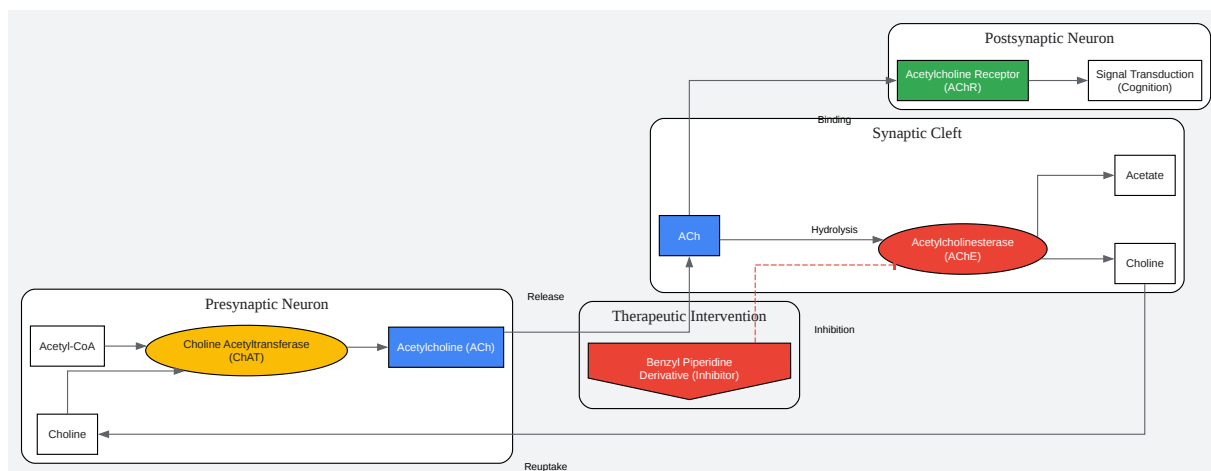 Postsynaptic Neuron
Acetylcholine Receptor
(AChR)
Signal Transduction
(Cognition)
Binding
Synaptic Cleft
Acetate
ACh
Hydrolysis
Acetylcholinesterase
(AChE)
Choline
Presynaptic Neuron
Release
Therapeutic Intervention
Inhibition
Acetyl-CoA
Choline Acetyltransferase
(ChAT)
Acetylcholine (ACh)
Benzyl Piperidine
Derivative (Inhibitor)
Choline
Reuptake